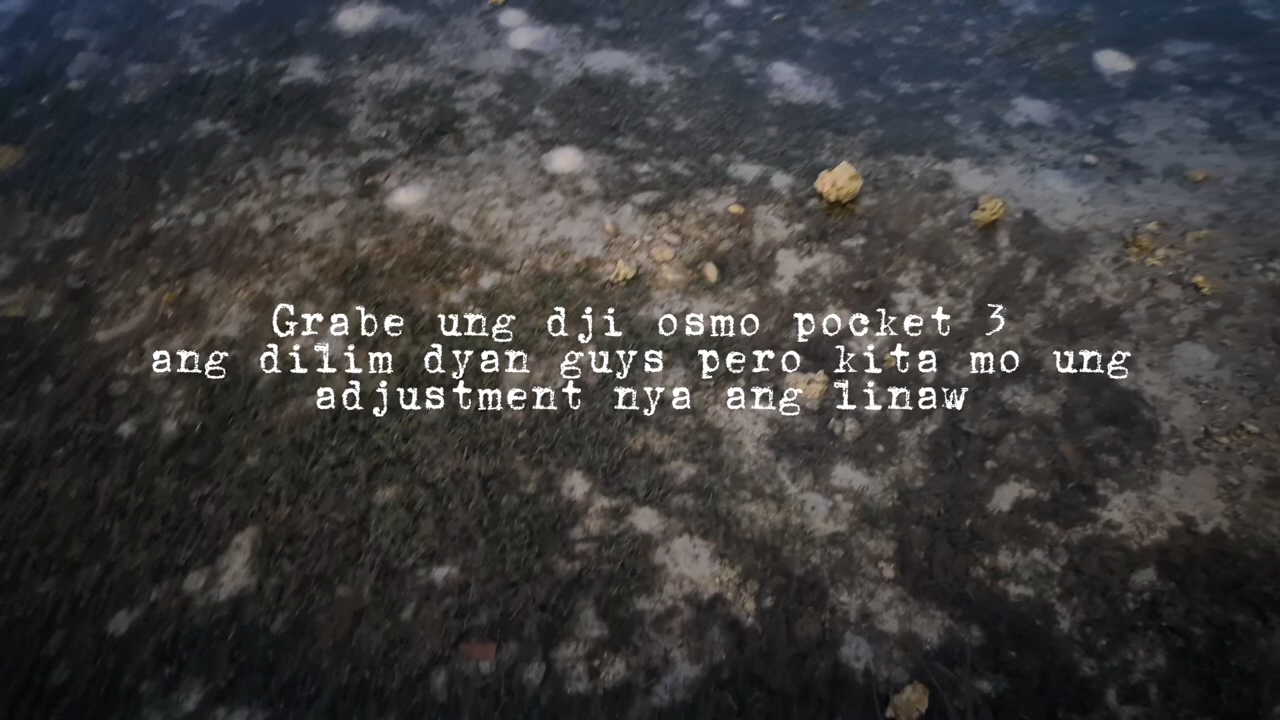 Grabe ung dji osmo pocket 3
ang dilim dyan guys pero kita mo ung
adjustment nya ang linaw